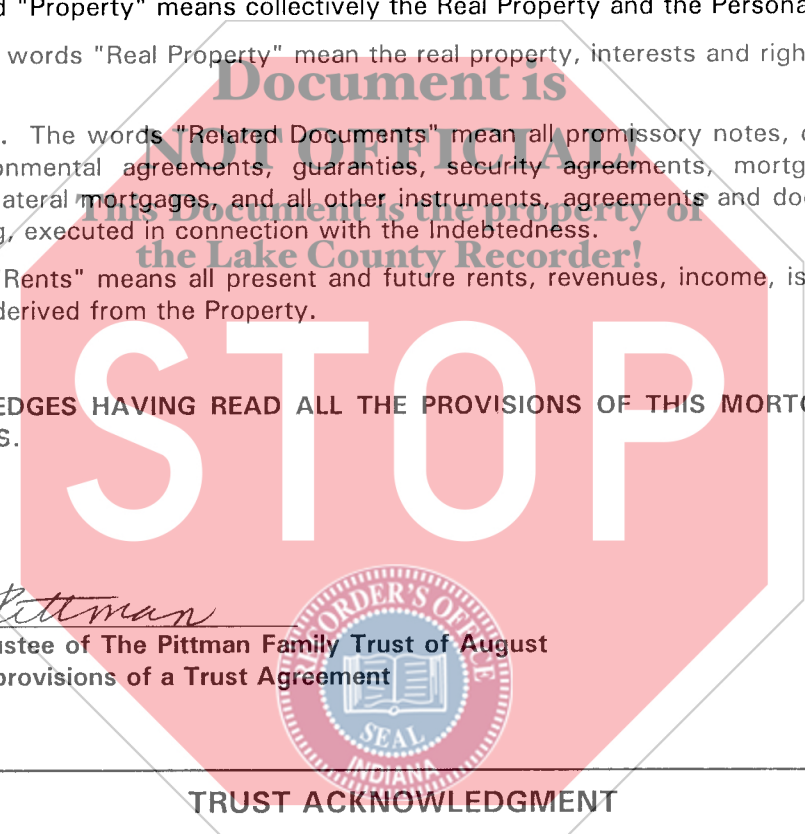 d "Property" means collectively the Real Property and the Persona
words "Real Property" mean the real property, interests and righ
Document is
. The words "Related Documents" mean all promissory notes,
NOT OFFICIAL!
onmental agreements, guaranties, security agreements, mortg
ateral mortgages, and all other instruments, agreements and do
This Document is the property of
g, executed in connection with the Indebtedness.
the Lake County Recorder!
Rents" means all present and future rents, revenues, income, is
derived from the Property.
STOP
EDGES HAVING READ ALL THE PROVISIONS OF THIS MORT
S.
Pittman
ustee of The Pittman Family Trust of August
provisions of a Trust Agreement
RECORDER'S OFFICE
SEAL
INDIANA
TRUST ACKNOWLEDGMENT